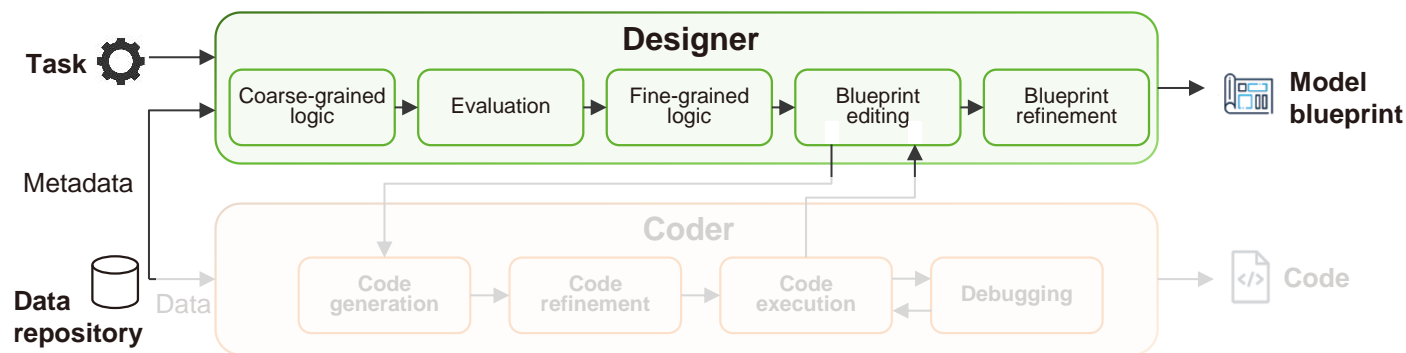 Designer
Task
Coarse-grained
logic
Evaluation
Fine-grained
logic
Blueprint
editing
Blueprint
refinement
Model
blueprint
Metadata
Coder
Data
repository
Data
Code
generation
Code
refinement
Code
execution
Debugging
</>
Code